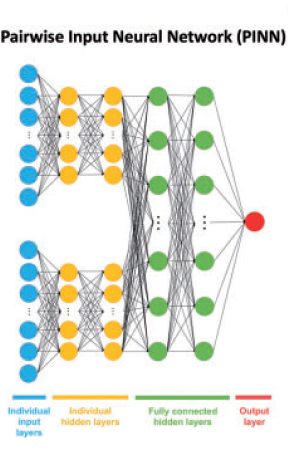 Pairwise Input Neural Network (PINN)
Individual
input
layers
Individual
hidden layers
Fully connected
hidden layers
Output
layer